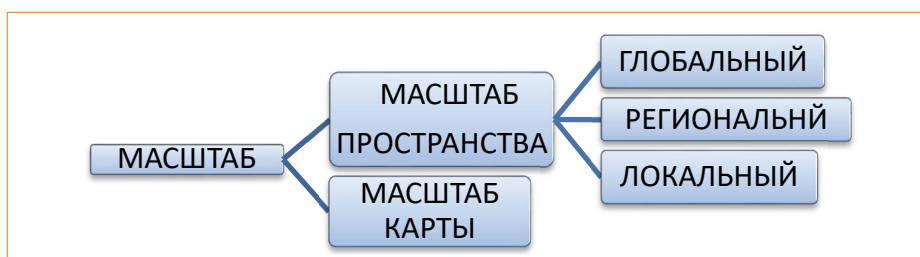 МАСШТАБ
МАСШТАБ
ПРОСТРАНСТВА
МАСШТАБ
КАРТЫ
ГЛОБАЛЬНЫЙ
РЕГИОНАЛЬНЙ
ЛОКАЛЬНЫЙ